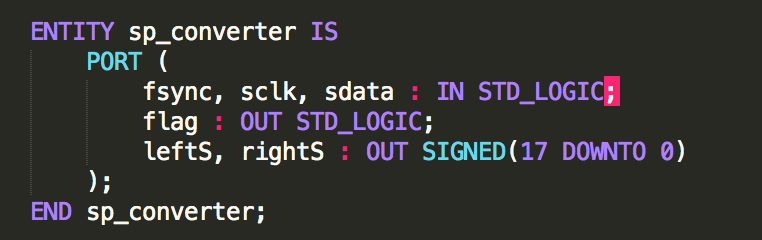 ENTITY sp_converter IS
PORT (
fsync, sclk, sdata : IN STD_LOGIC;
flag : OUT STD_LOGIC;
leftS, rightS : OUT SIGNED(17 DOWNTO 0)
);
END sp_converter;